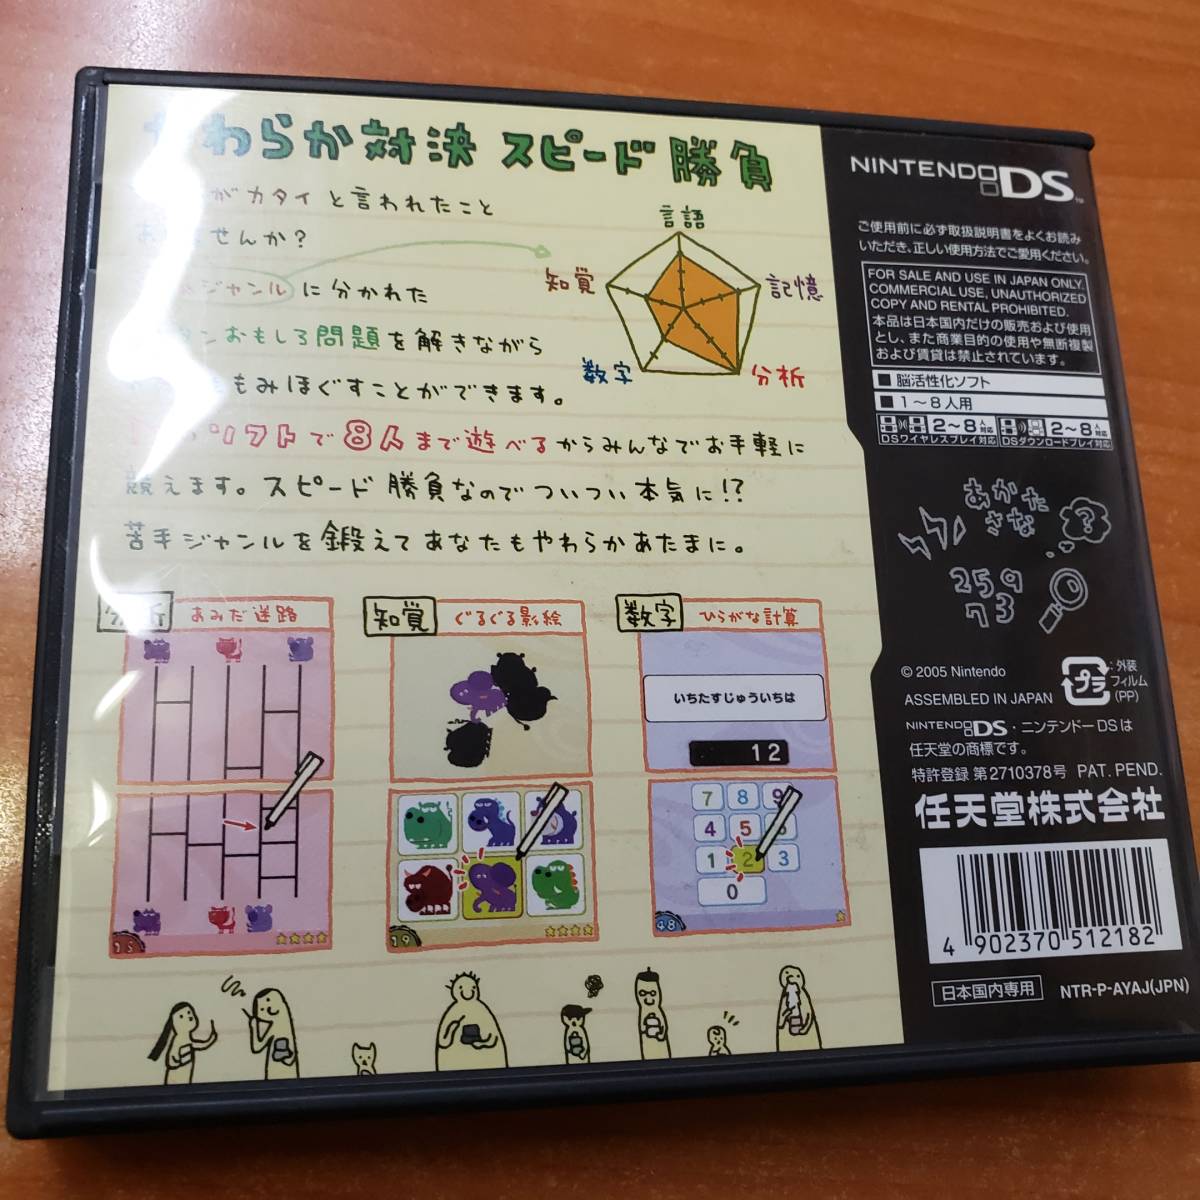 わらか対決 スピード勝負
がカタイと言われたこと
せんか？
ジャンルに分かれた
おもしろ問題を解きながら
もみほぐすことができます。
ソフトで8人まで遊べるからみんなでお手軽に
競えます。スピード勝負なのでついつい本気に!?
苦手ジャンルを鍛えてあなたもやわらかあたまに。
言語
知覚
記憶
数字
分析
分析
あみだ迷路
15
知覚
ぐるぐる影絵
19
数字
ひらがな計算
いちたすじゅういちは
12
7 8 9
4 5 6
1 2 3
0
48
NINTENDO DS™
ご使用前に必ず取扱説明書をよくお読み
いただき、正しい使用方法でご愛用ください。
FOR SALE AND USE IN JAPAN ONLY.
COMMERCIAL USE, UNAUTHORIZED
COPY AND RENTAL PROHIBITED.
本品は日本国内だけの販売および使用
とし、また商業目的の使用や無断複製
および賃貸は禁止されています。
■ 脳活性化ソフト
■ 1～8人用
2～8人対応
DSワイヤレスプレイ対応
2～8人対応
DSダウンロードプレイ対応
あかた
さな
?
259
73
© 2005 Nintendo
ASSEMBLED IN JAPAN
プラ
:外装
フィルム
(PP)
NINTENDO DS・ニンテンドーDSは
任天堂の商標です。
特許登録 第2710378号 PAT. PEND.
任天堂株式会社
4 902370 512182
日本国内専用
NTR-P-AYAJ(JPN)